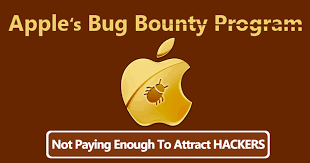 Apple's Bug Bounty Program
Not Paying Enough To Attract HACKERS